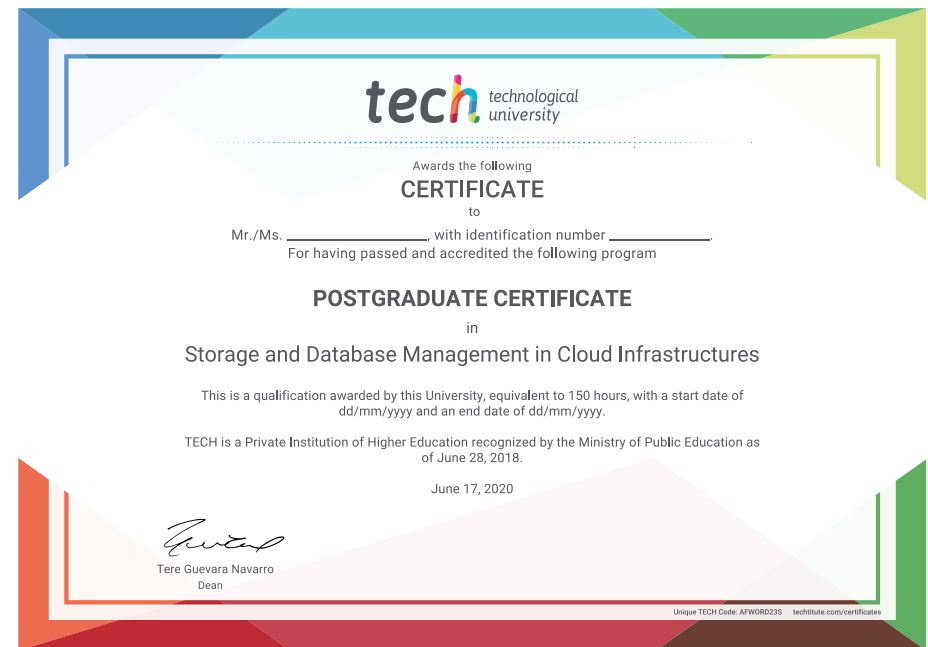 tech technological
university
Awards the following
CERTIFICATE
to
Mr./Ms. ____________________, with identification number ______________.
For having passed and accredited the following program
POSTGRADUATE CERTIFICATE
in
Storage and Database Management in Cloud Infrastructures
This is a qualification awarded by this University, equivalent to 150 hours, with a start date of
dd/mm/yyyy and an end date of dd/mm/yyyy.
TECH is a Private Institution of Higher Education recognized by the Ministry of Public Education as
of June 28, 2018.
June 17, 2020
Tere Guevara Navarro
Dean
Unique TECH Code: AFWORD23S techtitute.com/certificates